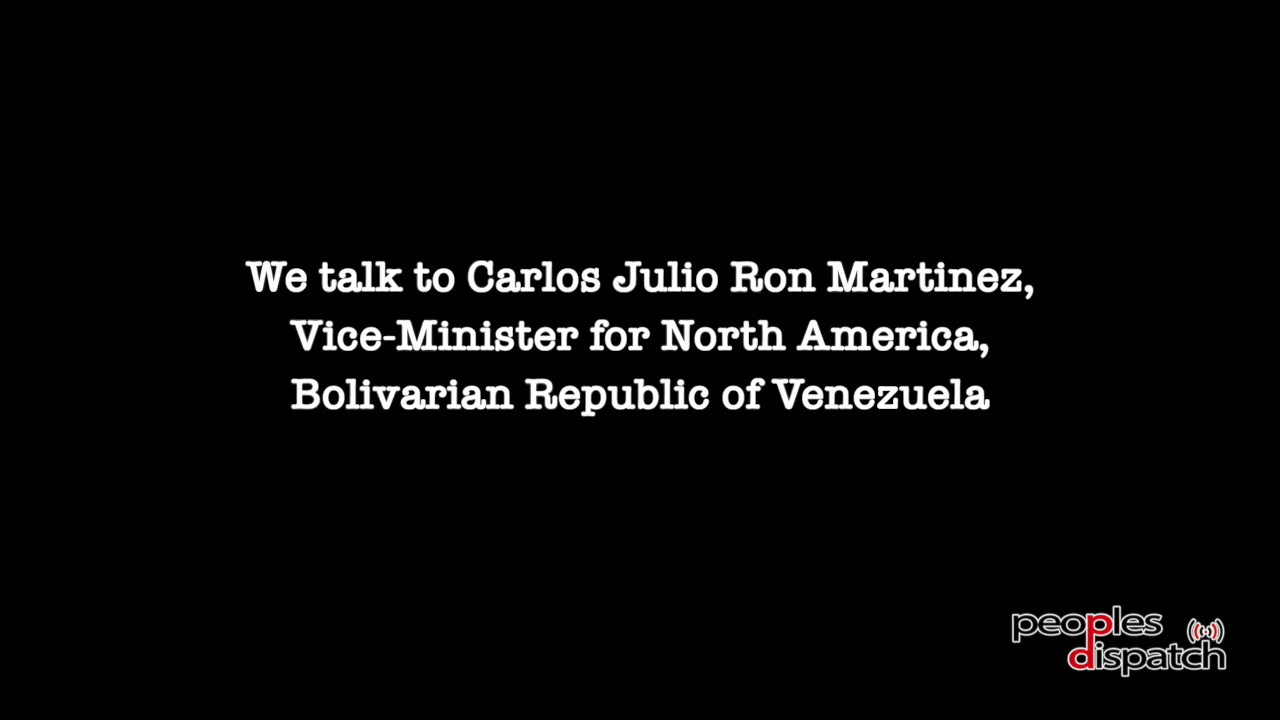 We talk to Carlos Julio Ron Martinez,
Vice-Minister for North America,
Bolivarian Republic of Venezuela
peoples
dispatch